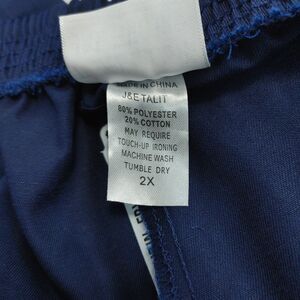 MADE IN CHINA
J&E TALIT
80% POLYESTER
20% COTTON
MAY REQUIRE
TOUCH-UP IRONING
MACHINE WASH
TUMBLE DRY
2X